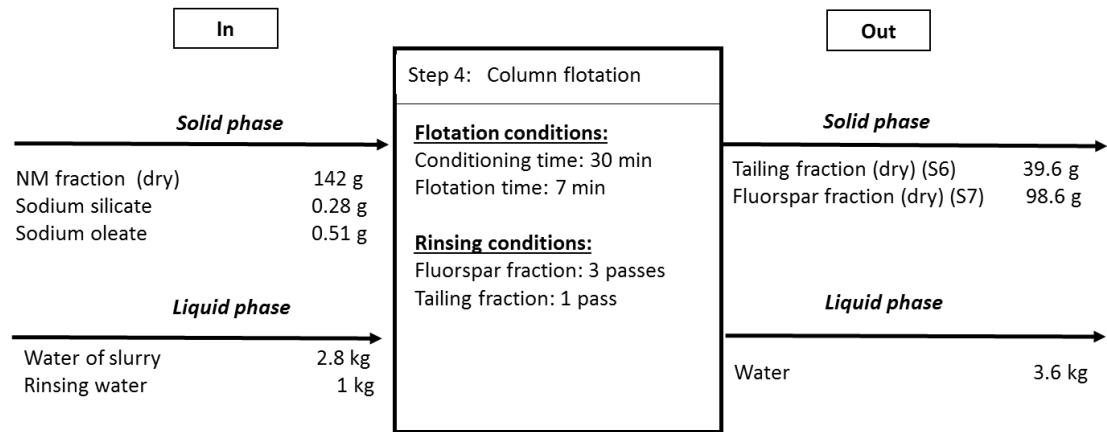 In
Out
Solid phase
NM fraction (dry) 142 g
Sodium silicate 0.28 g
Sodium oleate 0.51 g
Liquid phase
Water of slurry 2.8 kg
Rinsing water 1 kg
Step 4: Column flotation
Flotation conditions:
Conditioning time: 30 min
Flotation time: 7 min
Rinsing conditions:
Fluorspar fraction: 3 passes
Tailing fraction: 1 pass
Solid phase
Tailing fraction (dry) (S6) 39.6 g
Fluorspar fraction (dry) (S7) 98.6 g
Liquid phase
Water 3.6 kg